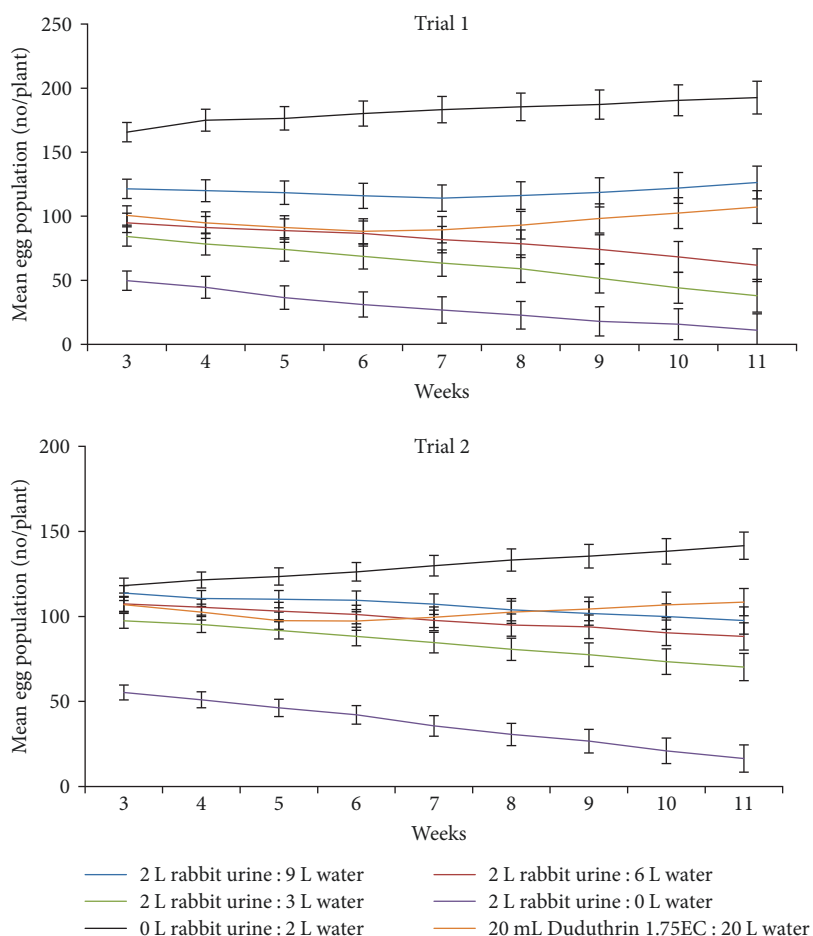 Trial 1
Mean egg population (no/plant)
250
200
150
100
50
0
3 4 5 6 7 8 9 10 11
Weeks
Trial 2
Mean egg population (no/plant)
200
150
100
50
0
3 4 5 6 7 8 9 10 11
Weeks
2 L rabbit urine : 9 L water
2 L rabbit urine : 6 L water
2 L rabbit urine : 3 L water
2 L rabbit urine : 0 L water
0 L rabbit urine : 2 L water
20 mL Duduthrin 1.75EC : 20 L water